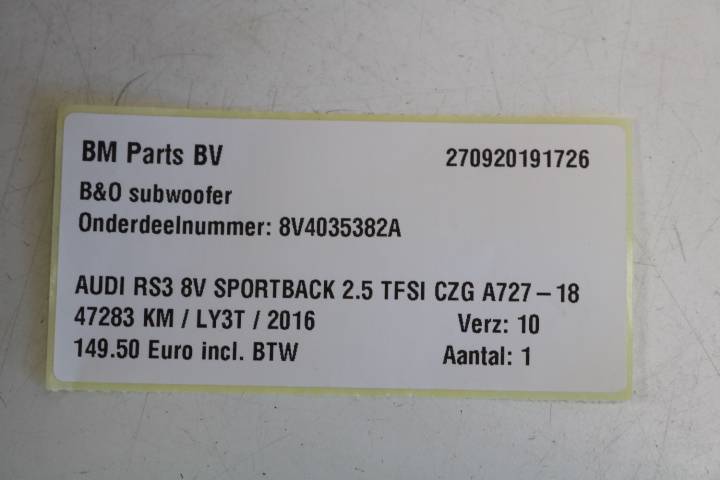 BM Parts BV 270920191726
B&O subwoofer
Onderdeelnummer: 8V4035382A
AUDI RS3 8V SPORTBACK 2.5 TFSI CZG A727-18
47283 KM / LY3T / 2016 Verz: 10
149.50 Euro incl. BTW Aantal: 1